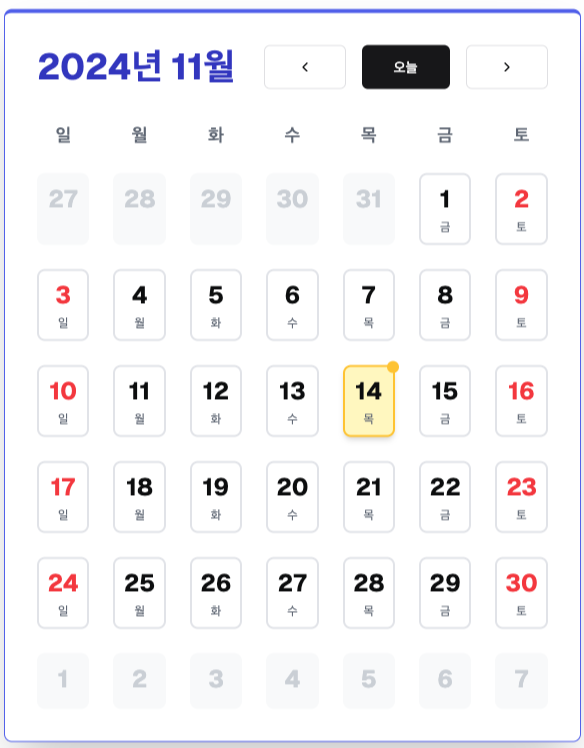 2024년 11월 < 오늘 >
일 월 화 수 목 금 토
27 28 29 30 31 1 2
금 토
3 4 5 6 7 8 9
일 월 화 수 목 금 토
10 11 12 13 14 15 16
일 월 화 수 목 금 토
17 18 19 20 21 22 23
일 월 화 수 목 금 토
24 25 26 27 28 29 30
일 월 화 수 목 금 토
1 2 3 4 5 6 7